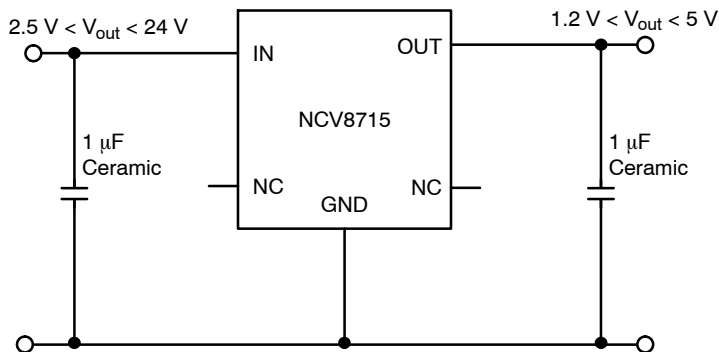 2.5 V < Vout < 24 V
1.2 V < Vout < 5 V
IN
OUT
NCV8715
1 μF
Ceramic
1 μF
Ceramic
NC
NC
GND